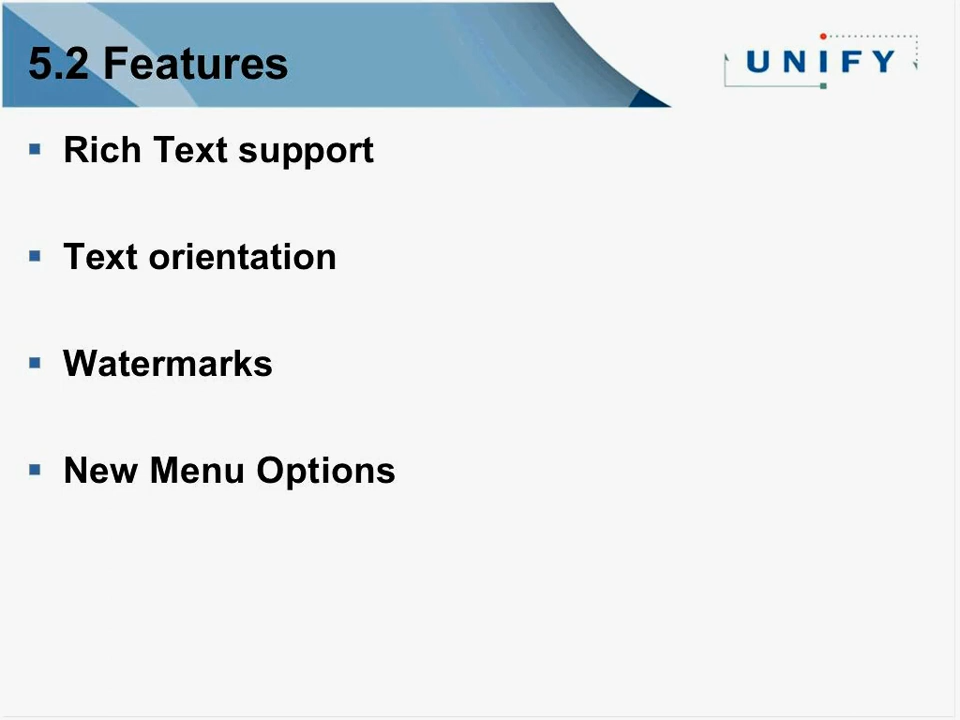 5.2 Features
UNIFY
Rich Text support
Text orientation
Watermarks
New Menu Options